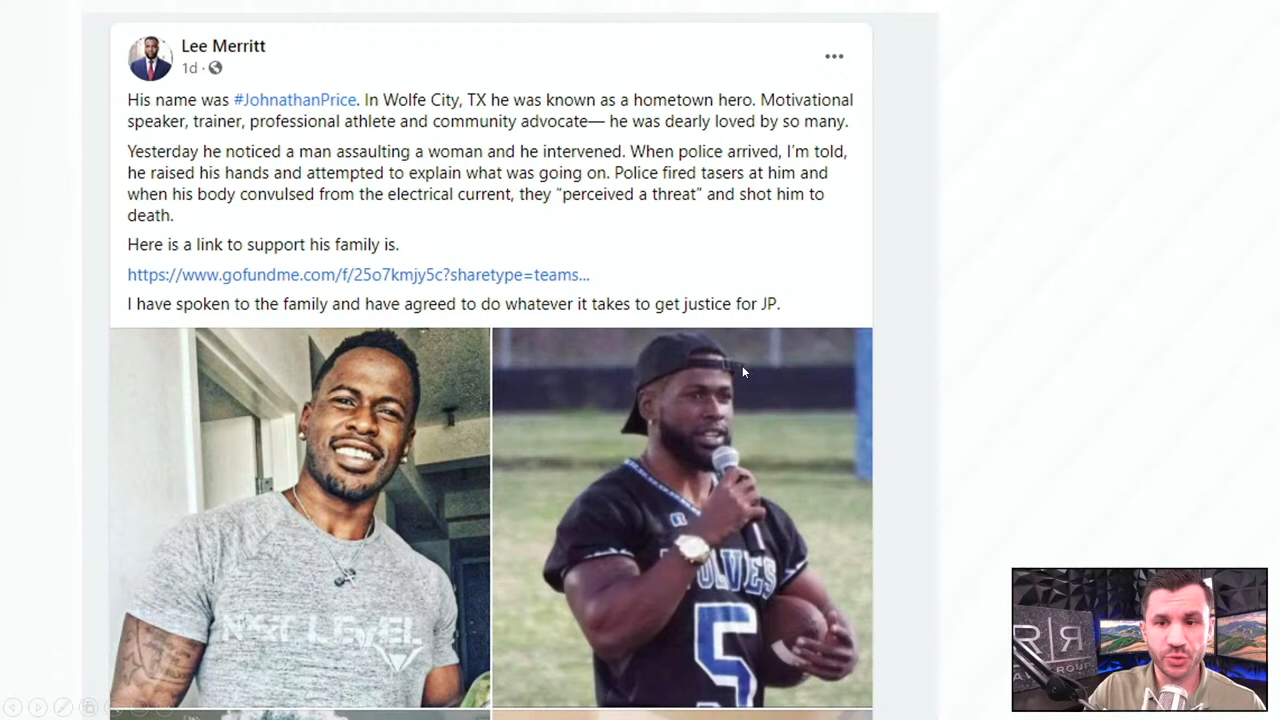 Lee Merritt
1d ·
His name was #JohnathanPrice. In Wolfe City, TX he was known as a hometown hero. Motivational
speaker, trainer, professional athlete and community advocate— he was dearly loved by so many.
Yesterday he noticed a man assaulting a woman and he intervened. When police arrived, I'm told,
he raised his hands and attempted to explain what was going on. Police fired tasers at him and
when his body convulsed from the electrical current, they “perceived a threat” and shot him to
death.
Here is a link to support his family is.
https://www.gofundme.com/f/25o7kmjy5c?sharetype=teams...
I have spoken to the family and have agreed to do whatever it takes to get justice for JP.
NEXT LEVEL
WOLVES
5
R|R